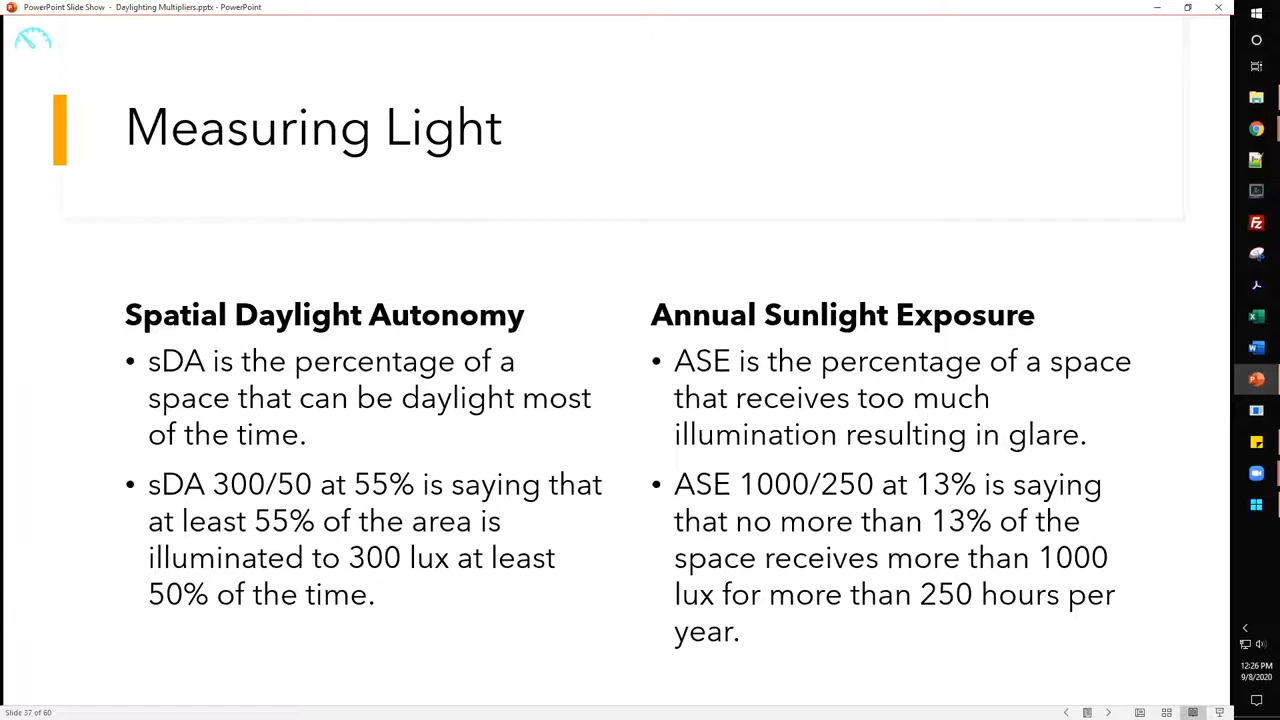 PowerPoint Slide Show - Daylighting Multipliers.pptx - PowerPoint
Measuring Light
Spatial Daylight Autonomy
• sDA is the percentage of a
space that can be daylight most
of the time.
• sDA 300/50 at 55% is saying that
at least 55% of the area is
illuminated to 300 lux at least
50% of the time.
Annual Sunlight Exposure
• ASE is the percentage of a space
that receives too much
illumination resulting in glare.
• ASE 1000/250 at 13% is saying
that no more than 13% of the
space receives more than 1000
lux for more than 250 hours per
year.
12:26 PM
9/8/2020
Slide 37 of 60